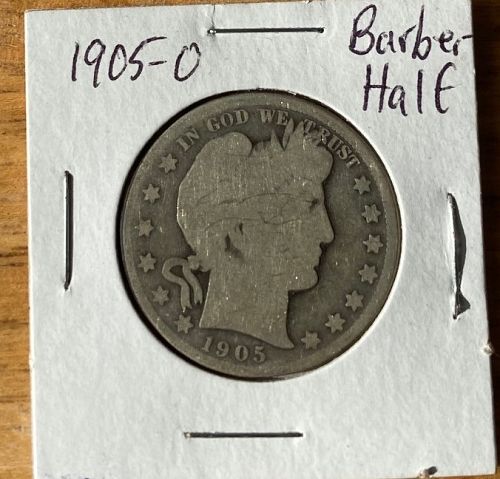 1905-O
Barber
Half
IN GOD WE TRUST
1905